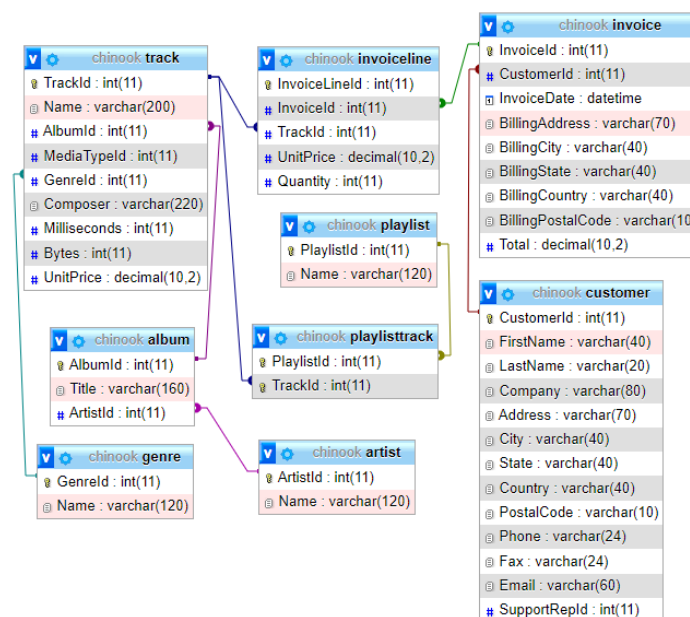 v chinook track
TrackId : int(11)
Name : varchar(200)
# AlbumId : int(11)
# MediaTypeId : int(11)
# GenreId : int(11)
Composer : varchar(220)
# Milliseconds : int(11)
# Bytes : int(11)
# UnitPrice : decimal(10,2)
v chinook invoiceline
InvoiceLineId : int(11)
# InvoiceId : int(11)
# TrackId : int(11)
# UnitPrice : decimal(10,2)
# Quantity : int(11)
v chinook invoice
InvoiceId : int(11)
# CustomerId : int(11)
InvoiceDate : datetime
BillingAddress : varchar(70)
BillingCity : varchar(40)
BillingState : varchar(40)
BillingCountry : varchar(40)
BillingPostalCode : varchar(10
# Total : decimal(10,2)
v chinook playlist
PlaylistId : int(11)
Name : varchar(120)
v chinook playlisttrack
PlaylistId : int(11)
TrackId : int(11)
v chinook album
AlbumId : int(11)
Title : varchar(160)
# ArtistId : int(11)
v chinook genre
GenreId : int(11)
Name : varchar(120)
v chinook artist
ArtistId : int(11)
Name : varchar(120)
v chinook customer
CustomerId : int(11)
FirstName : varchar(40)
LastName : varchar(20)
Company : varchar(80)
Address : varchar(70)
City : varchar(40)
State : varchar(40)
Country : varchar(40)
PostalCode : varchar(10)
Phone : varchar(24)
Fax : varchar(24)
Email : varchar(60)
# SupportRepId : int(11)